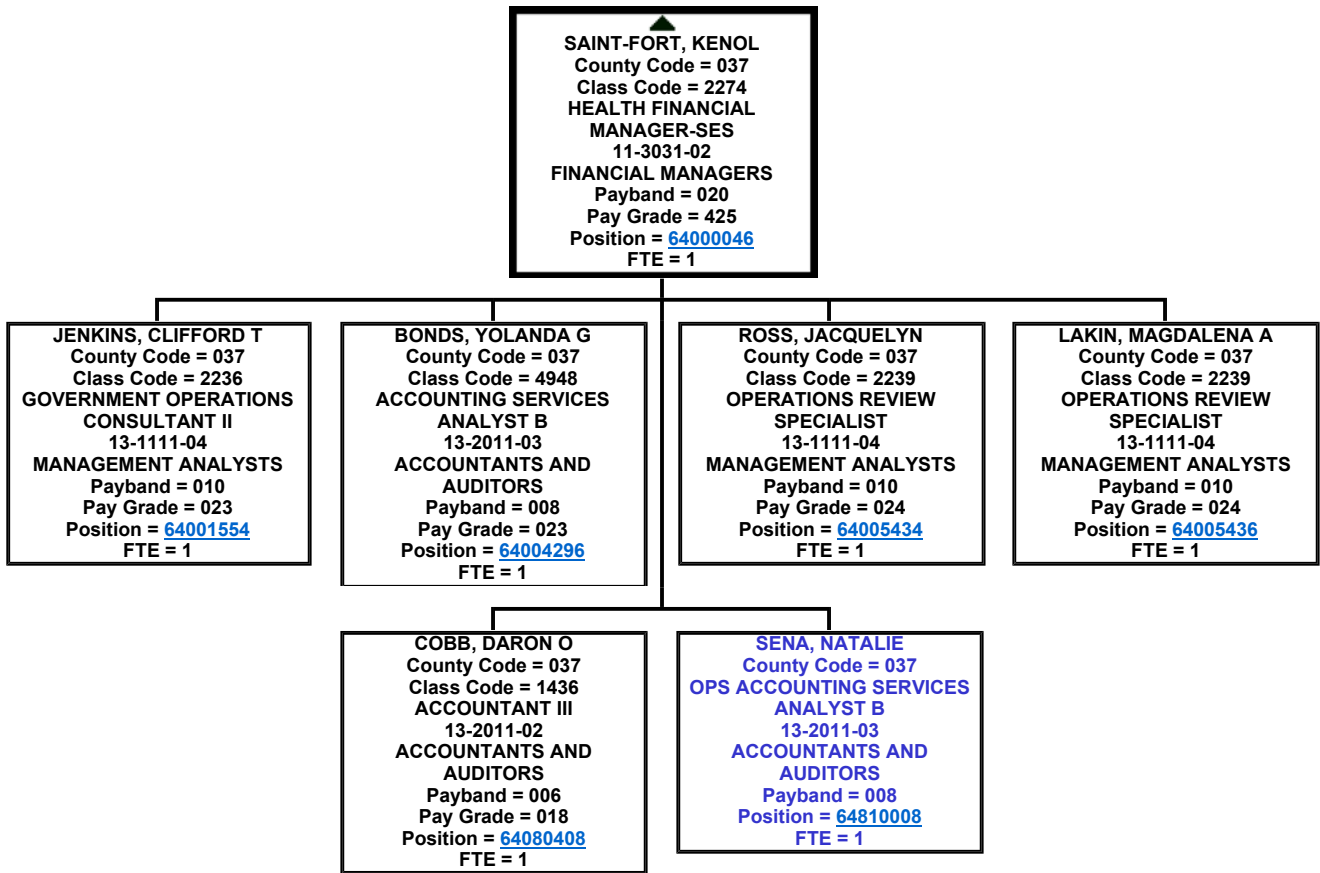 SAINT-FORT, KENOL
County Code = 037
Class Code = 2274
HEALTH FINANCIAL
MANAGER-SES
11-3031-02
FINANCIAL MANAGERS
Payband = 020
Pay Grade = 425
Position = 64000046
FTE = 1
JENKINS, CLIFFORD T
County Code = 037
Class Code = 2236
GOVERNMENT OPERATIONS
CONSULTANT II
13-1111-04
MANAGEMENT ANALYSTS
Payband = 010
Pay Grade = 023
Position = 64001554
FTE = 1
BONDS, YOLANDA G
County Code = 037
Class Code = 4948
ACCOUNTING SERVICES
ANALYST B
13-2011-03
ACCOUNTANTS AND
AUDITORS
Payband = 008
Pay Grade = 023
Position = 64004296
FTE = 1
ROSS, JACQUELYN
County Code = 037
Class Code = 2239
OPERATIONS REVIEW
SPECIALIST
13-1111-04
MANAGEMENT ANALYSTS
Payband = 010
Pay Grade = 024
Position = 64005434
FTE = 1
LAKIN, MAGDALENA A
County Code = 037
Class Code = 2239
OPERATIONS REVIEW
SPECIALIST
13-1111-04
MANAGEMENT ANALYSTS
Payband = 010
Pay Grade = 024
Position = 64005436
FTE = 1
COBB, DARON O
County Code = 037
Class Code = 1436
ACCOUNTANT III
13-2011-02
ACCOUNTANTS AND
AUDITORS
Payband = 006
Pay Grade = 018
Position = 64080408
FTE = 1
SENA, NATALIE
County Code = 037
OPS ACCOUNTING SERVICES
ANALYST B
13-2011-03
ACCOUNTANTS AND
AUDITORS
Payband = 008
Position = 64810008
FTE = 1